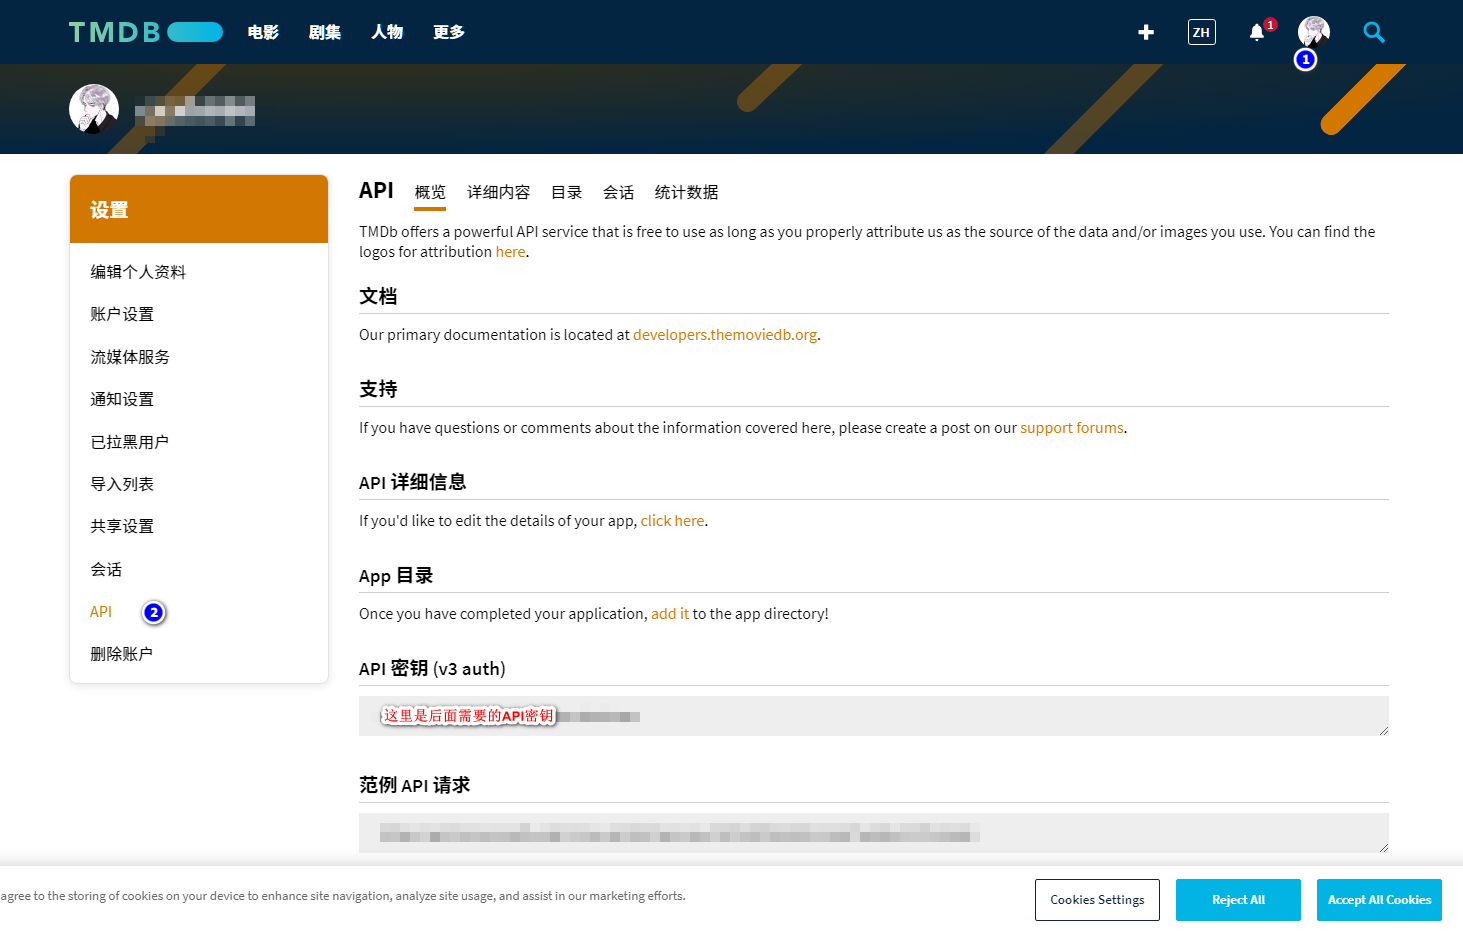 TMDB 电影 剧集 人物 更多 ZH 1
1
设置
编辑个人资料
账户设置
流媒体服务
通知设置
已拉黑用户
导入列表
共享设置
会话
API 2
删除账户
API 概览 详细内容 目录 会话 统计数据
TMDb offers a powerful API service that is free to use as long as you properly attribute us as the source of the data and/or images you use. You can find the
logos for attribution here.
文档
Our primary documentation is located at developers.themoviedb.org.
支持
If you have questions or comments about the information covered here, please create a post on our support forums.
API 详细信息
If you'd like to edit the details of your app, click here.
App 目录
Once you have completed your application, add it to the app directory!
API 密钥 (v3 auth)
这里是后面需要的API密钥
范例 API 请求
agree to the storing of cookies on your device to enhance site navigation, analyze site usage, and assist in our marketing efforts.
Cookies Settings Reject All Accept All Cookies